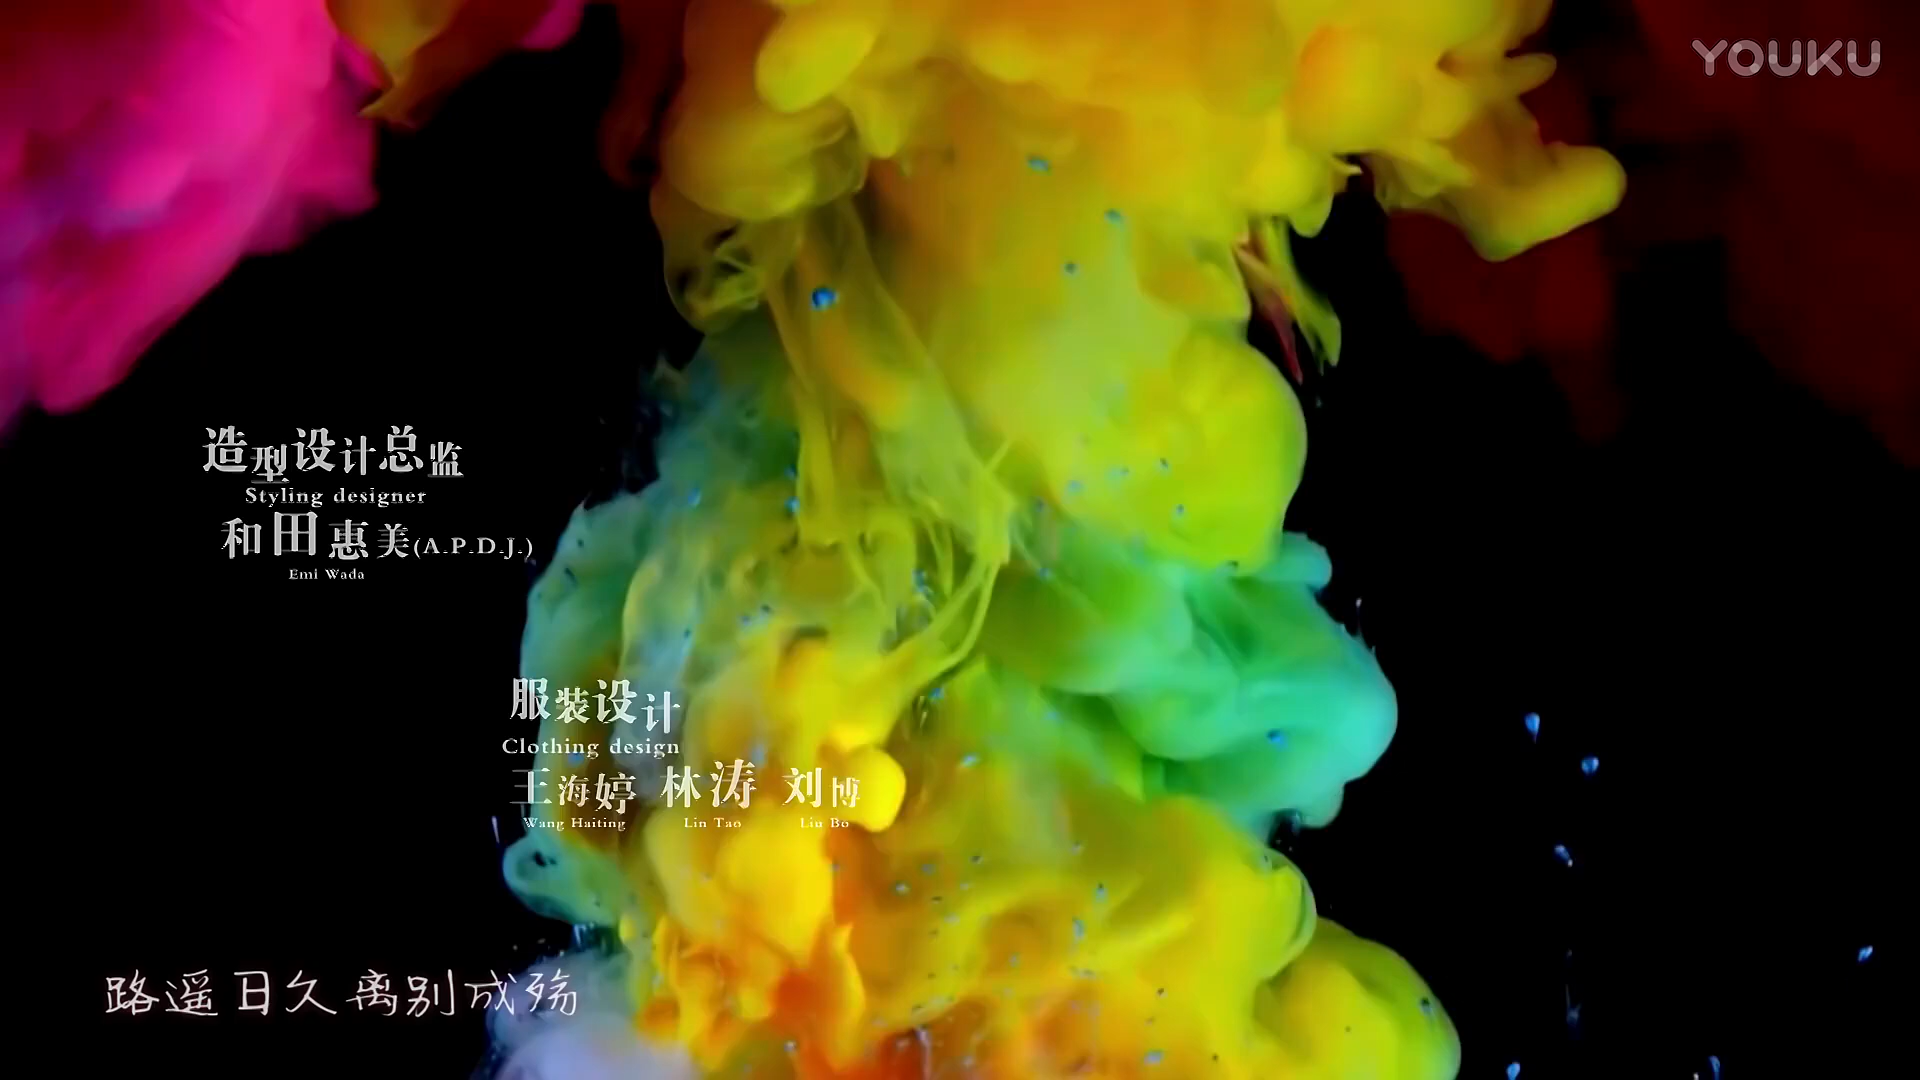 YOUKU
造型设计总监
Styling designer
和田惠美(A.P.D.J.)
Emi Wada
服装设计
Clothing design
王海婷 林涛 刘博
Wang Haiting Lin Tao Liu Bo
路遥日久离别成殇